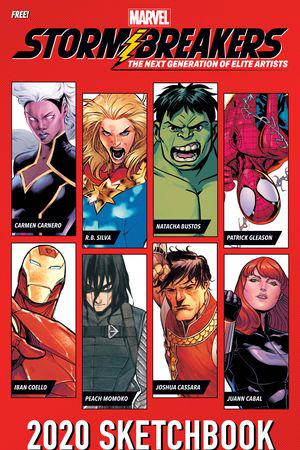 FREE!
MARVEL
STORMBREAKERS
THE NEXT GENERATION OF ELITE ARTISTS
CARMEN CARNERO
R.B. SILVA
NATACHA BUSTOS
PATRICK GLEASON
IBAN COELLO
PEACH MOMOKO
JOSHUA CASSARA
JUANN CABAL
2020 SKETCHBOOK